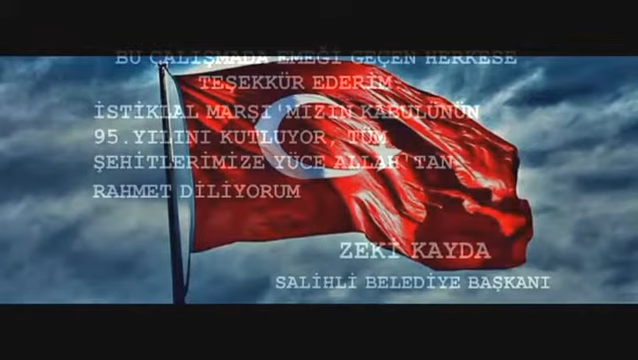 BU ÇALIŞMADA EMEĞİ GEÇEN HERKESE
TEŞEKKÜR EDERİM
İSTİKLAL MARŞI'MIZIN KABULÜNÜN
95.YILINI KUTLUYOR, TÜM
ŞEHİTLERİMİZE YÜCE ALLAH'TAN
RAHMET DİLİYORUM
ZEKİ KAYDA
SALİHLİ BELEDİYE BAŞKANI